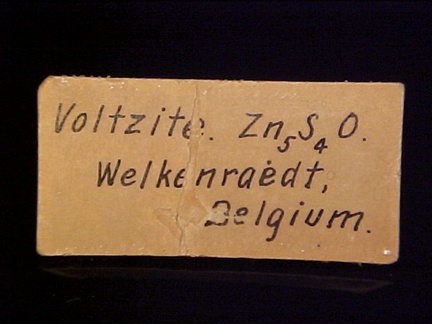 Voltzite. Zn₅S₄O.
Welkenraedt,
Belgium.